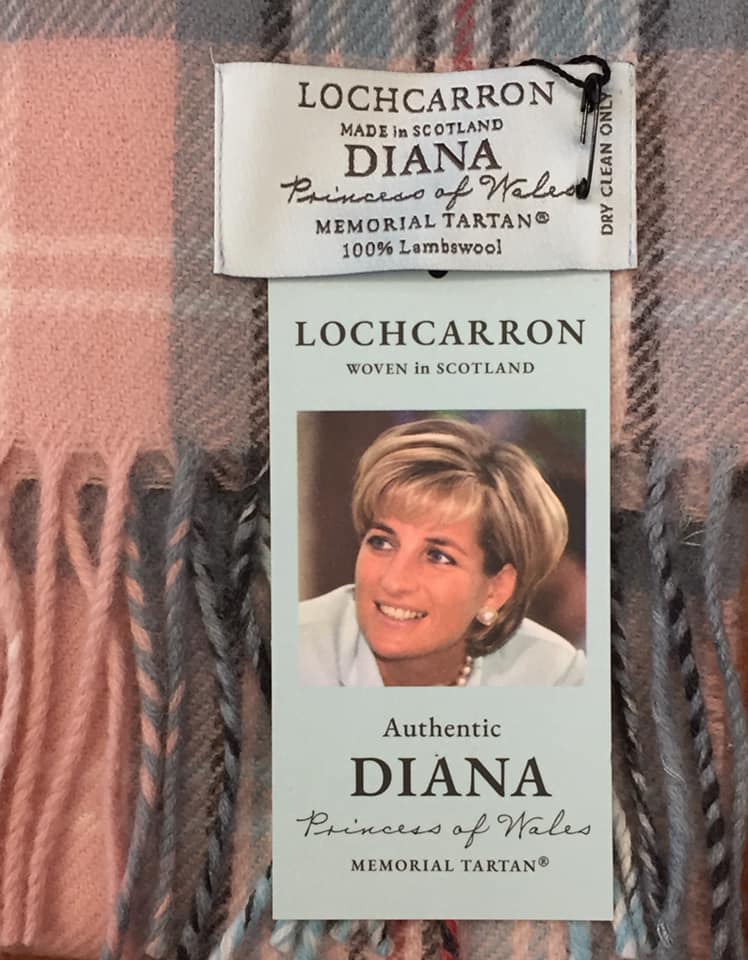 LOCHCARRON
MADE in SCOTLAND
DIANA
Princess of Wales
MEMORIAL TARTAN®
100% Lambswool
DRY CLEAN ONLY
LOCHCARRON
WOVEN in SCOTLAND
Authentic
DIANA
Princess of Wales
MEMORIAL TARTAN®